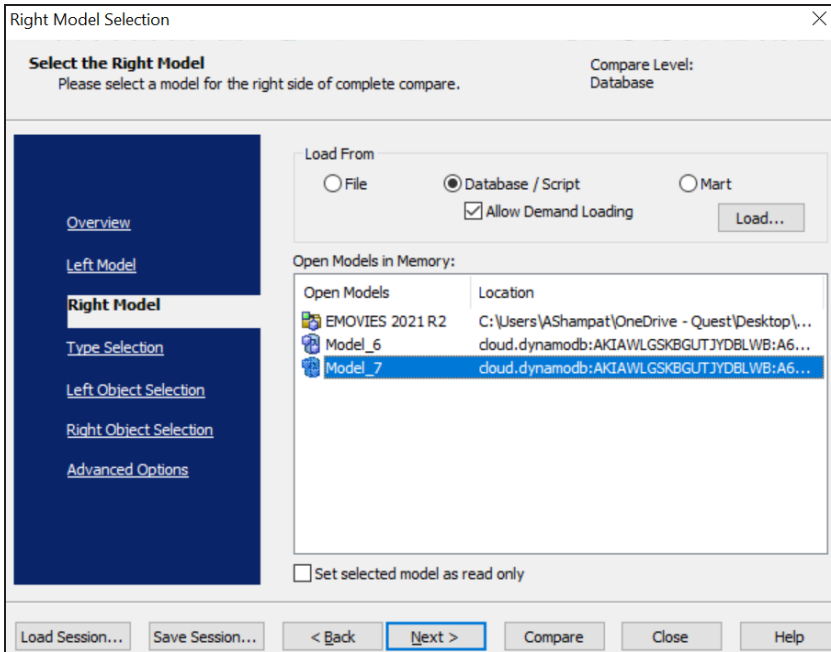 Right Model Selection
Select the Right Model
Please select a model for the right side of complete compare.
Compare Level:
Database
Overview
Left Model
Right Model
Type Selection
Left Object Selection
Right Object Selection
Advanced Options
Load From
File
Database / Script
Mart
Allow Demand Loading
Load...
Open Models in Memory:
Open Models Location
EMOVIES 2021 R2 C:\Users\AShampat\OneDrive - Quest\Desktop\...
Model_6 cloud.dynamodb:AKIAWLGSKBGUTJYDBLWB:A6...
Model_7 cloud.dynamodb:AKIAWLGSKBGUTJYDBLWB:A6...
Set selected model as read only
Load Session... Save Session... < Back Next > Compare Close Help